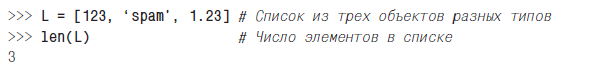 >>> L = [123, ‘spam’, 1.23] # Список из трех объектов разных типов
>>> len(L) # Число элементов в списке
3